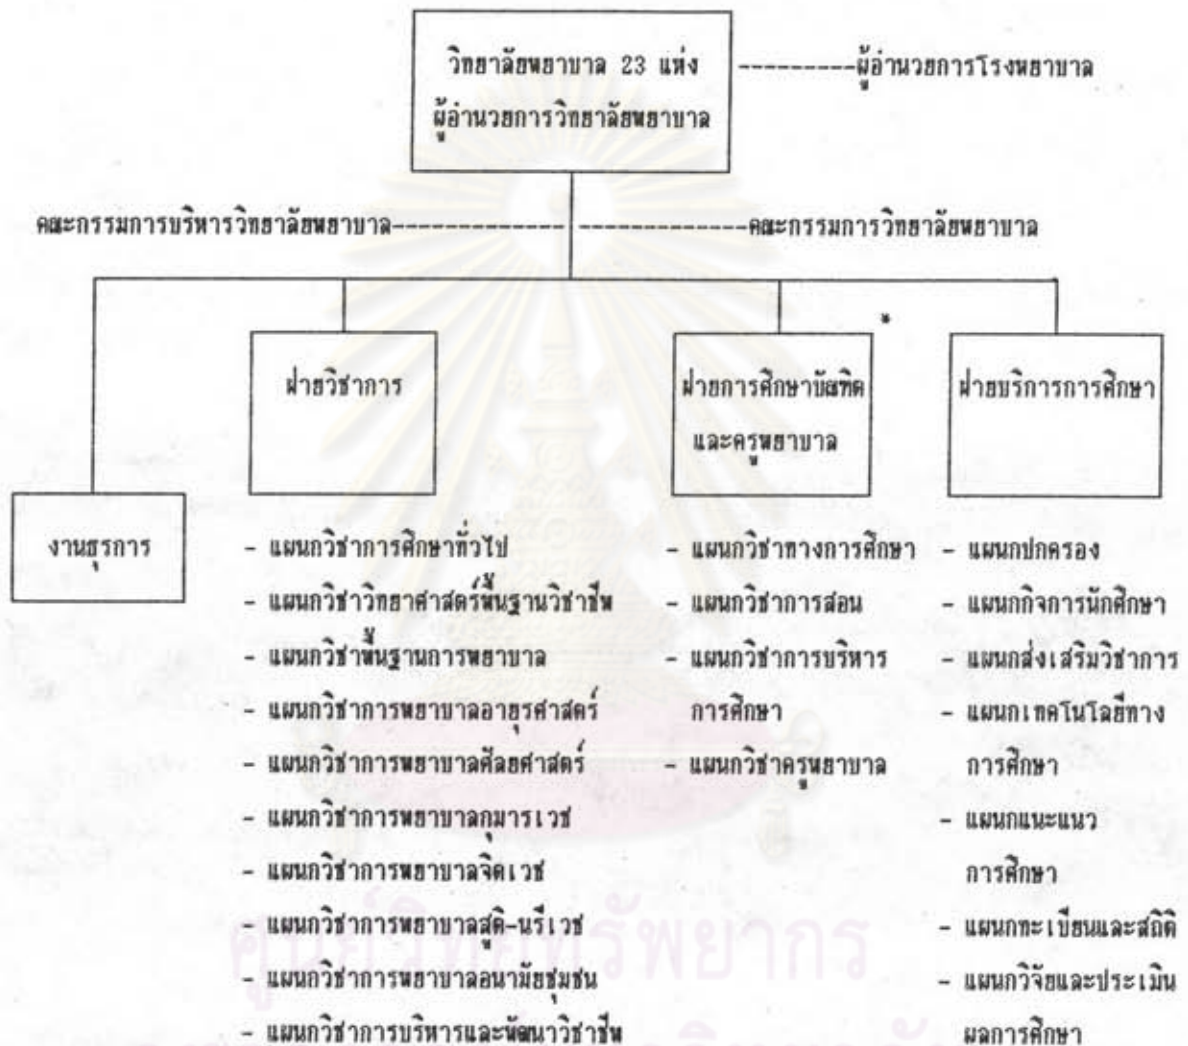 วิทยาลัยพยาบาล 23 แห่ง
ผู้อำนวยการวิทยาลัยพยาบาล
ผู้อำนวยการโรงพยาบาล
คณะกรรมการบริหารวิทยาลัยพยาบาล
คณะกรรมการวิทยาลัยพยาบาล
งานธุรการ
ฝ่ายวิชาการ
- แผนกวิชาการศึกษาทั่วไป
- แผนกวิชาวิทยาศาสตร์พื้นฐานวิชาชีพ
- แผนกวิชาพื้นฐานการพยาบาล
- แผนกวิชาการพยาบาลอายุรศาสตร์
- แผนกวิชาการพยาบาลศัลยศาสตร์
- แผนกวิชาการพยาบาลกุมารเวช
- แผนกวิชาการพยาบาลจิตเวช
- แผนกวิชาการพยาบาลสูติ-นรีเวช
- แผนกวิชาการพยาบาลอนามัยชุมชน
- แผนกวิชาการบริหารและพัฒนาวิชาชีพ
*
ฝ่ายการศึกษาบัณฑิต
และครูพยาบาล
- แผนกวิชาทางการศึกษา
- แผนกวิชาการสอน
- แผนกวิชาการบริหาร
การศึกษา
- แผนกวิชาครูพยาบาล
ฝ่ายบริการการศึกษา
- แผนกปกครอง
- แผนกกิจการนักศึกษา
- แผนกส่งเสริมวิชาการ
- แผนกเทคโนโลยีทาง
การศึกษา
- แผนกแนะแนว
การศึกษา
- แผนกทะเบียนและสถิติ
- แผนกวิจัยและประเมิน
ผลการศึกษา
ศูนย์วิทยทรัพยากร